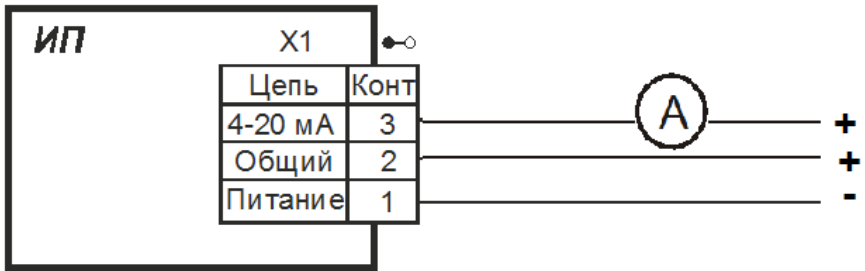 ИП X1
Цепь Конт
4-20 мА 3 A +
Общий 2 +
Питание 1 -